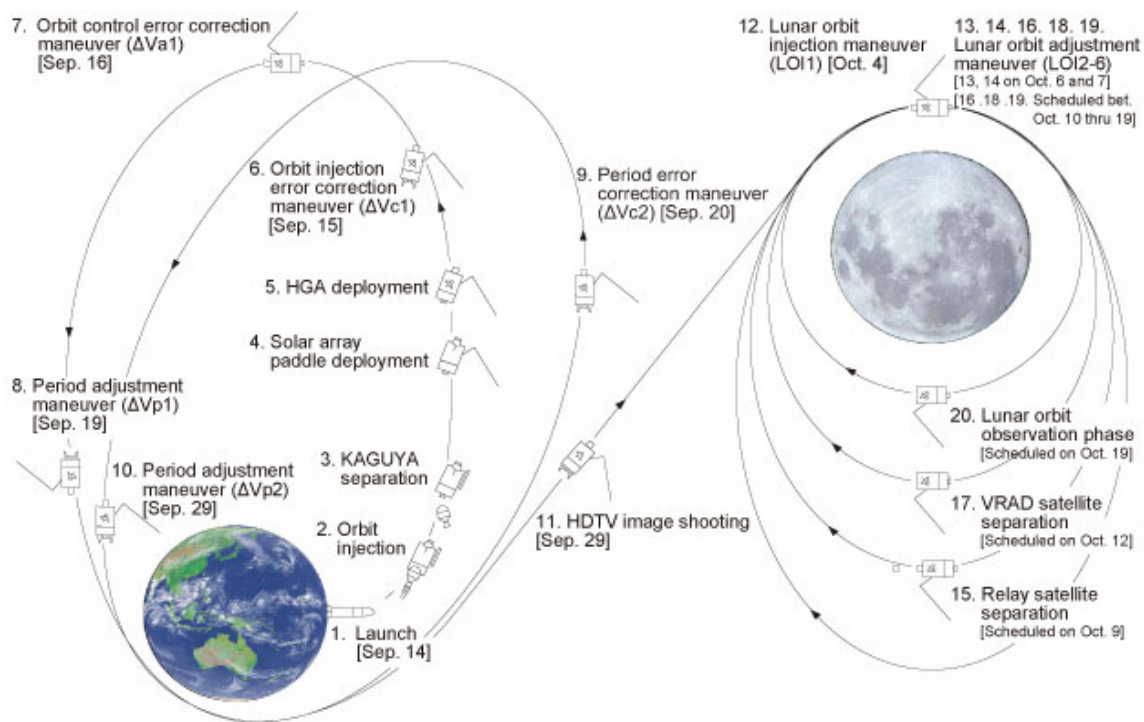 7. Orbit control error correction
maneuver (ΔVa1)
[Sep. 16]
12. Lunar orbit
injection maneuver
(LOI1) [Oct. 4]
13. 14. 16. 18. 19.
Lunar orbit adjustment
maneuver (LOI2-6)
[13, 14 on Oct. 6 and 7]
[16 .18 .19. Scheduled bet.
Oct. 10 thru 19]
6. Orbit injection
error correction
maneuver (ΔVc1)
[Sep. 15]
9. Period error
correction maneuver
(ΔVc2) [Sep. 20]
5. HGA deployment
4. Solar array
paddle deployment
8. Period adjustment
maneuver (ΔVp1)
[Sep. 19]
10. Period adjustment
maneuver (ΔVp2)
[Sep. 29]
3. KAGUYA
separation
2. Orbit
injection
1. Launch
[Sep. 14]
11. HDTV image shooting
[Sep. 29]
20. Lunar orbit
observation phase
[Scheduled on Oct. 19]
17. VRAD satellite
separation
[Scheduled on Oct. 12]
15. Relay satellite
separation
[Scheduled on Oct. 9]